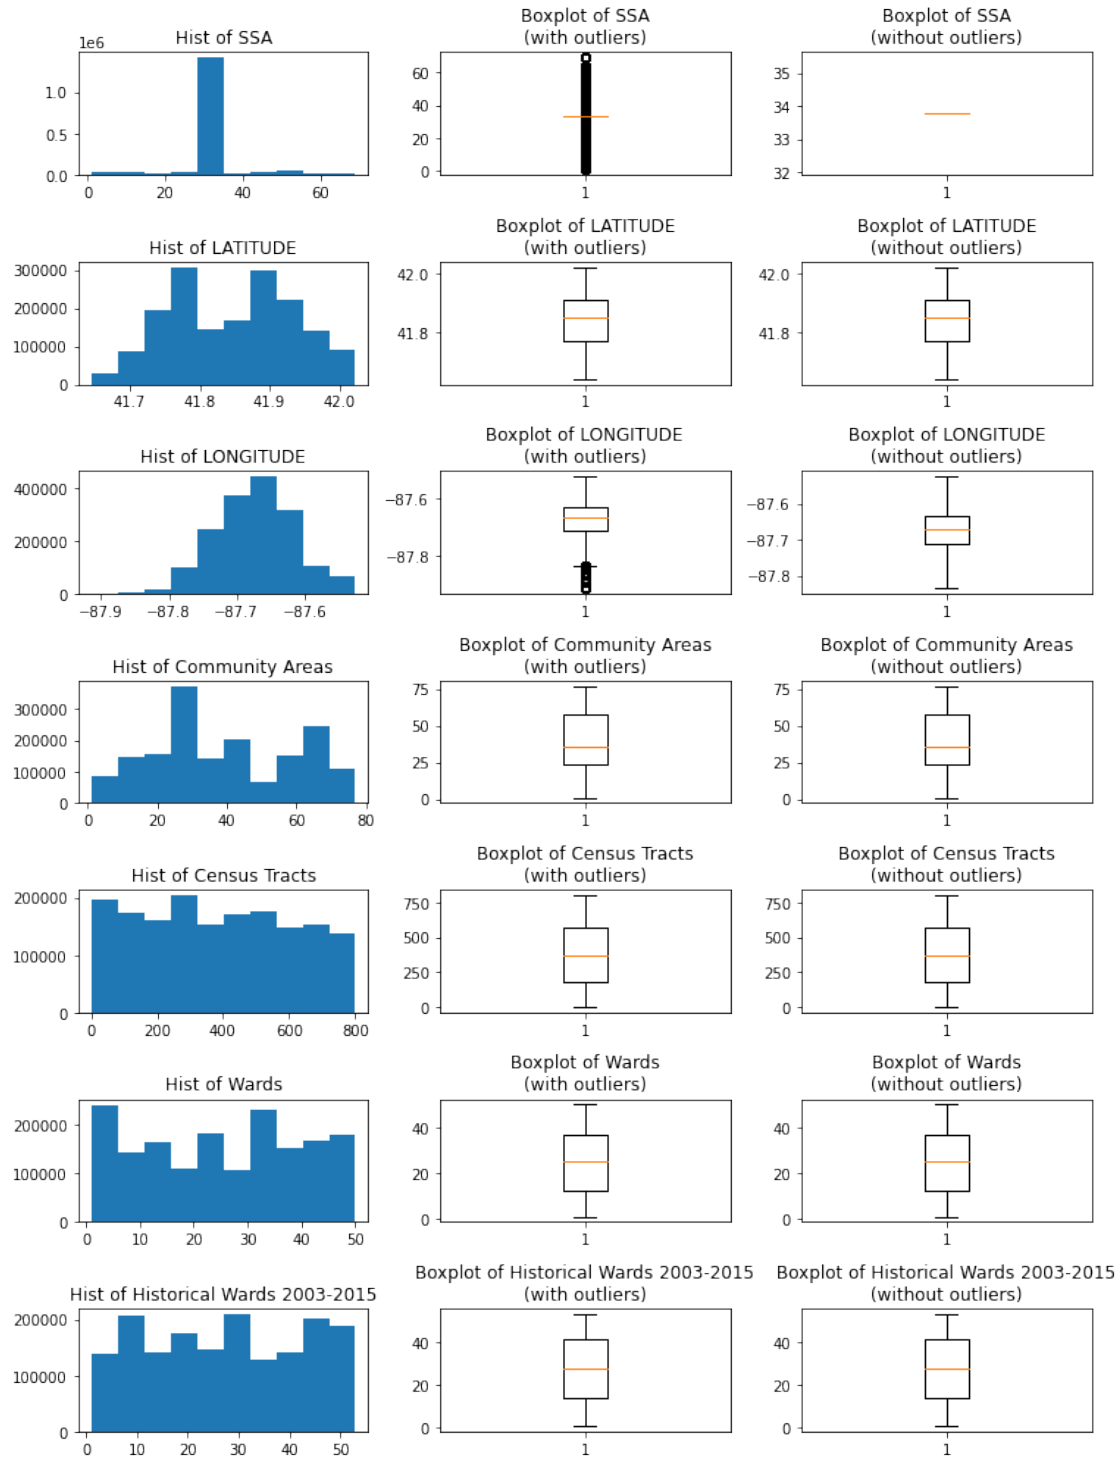 Hist of SSA
1e6
1.0
0.5
0.0
0 20 40 60
Boxplot of SSA
(with outliers)
60
40
20
0
1
Boxplot of SSA
(without outliers)
35
34
33
32
1
Hist of LATITUDE
300000
200000
100000
0
41.7 41.8 41.9 42.0
Boxplot of LATITUDE
(with outliers)
42.0
41.8
1
Boxplot of LATITUDE
(without outliers)
42.0
41.8
1
Hist of LONGITUDE
400000
200000
0
−87.9 −87.8 −87.7 −87.6
Boxplot of LONGITUDE
(with outliers)
−87.6
−87.8
1
Boxplot of LONGITUDE
(without outliers)
−87.6
−87.7
−87.8
1
Hist of Community Areas
300000
200000
100000
0
0 20 40 60 80
Boxplot of Community Areas
(with outliers)
75
50
25
0
1
Boxplot of Community Areas
(without outliers)
75
50
25
0
1
Hist of Census Tracts
200000
100000
0
0 200 400 600 800
Boxplot of Census Tracts
(with outliers)
750
500
250
0
1
Boxplot of Census Tracts
(without outliers)
750
500
250
0
1
Hist of Wards
200000
100000
0
0 10 20 30 40 50
Boxplot of Wards
(with outliers)
40
20
0
1
Boxplot of Wards
(without outliers)
40
20
0
1
Hist of Historical Wards 2003-2015
200000
100000
0
0 10 20 30 40 50
Boxplot of Historical Wards 2003-2015
(with outliers)
40
20
0
1
Boxplot of Historical Wards 2003-2015
(without outliers)
40
20
0
1